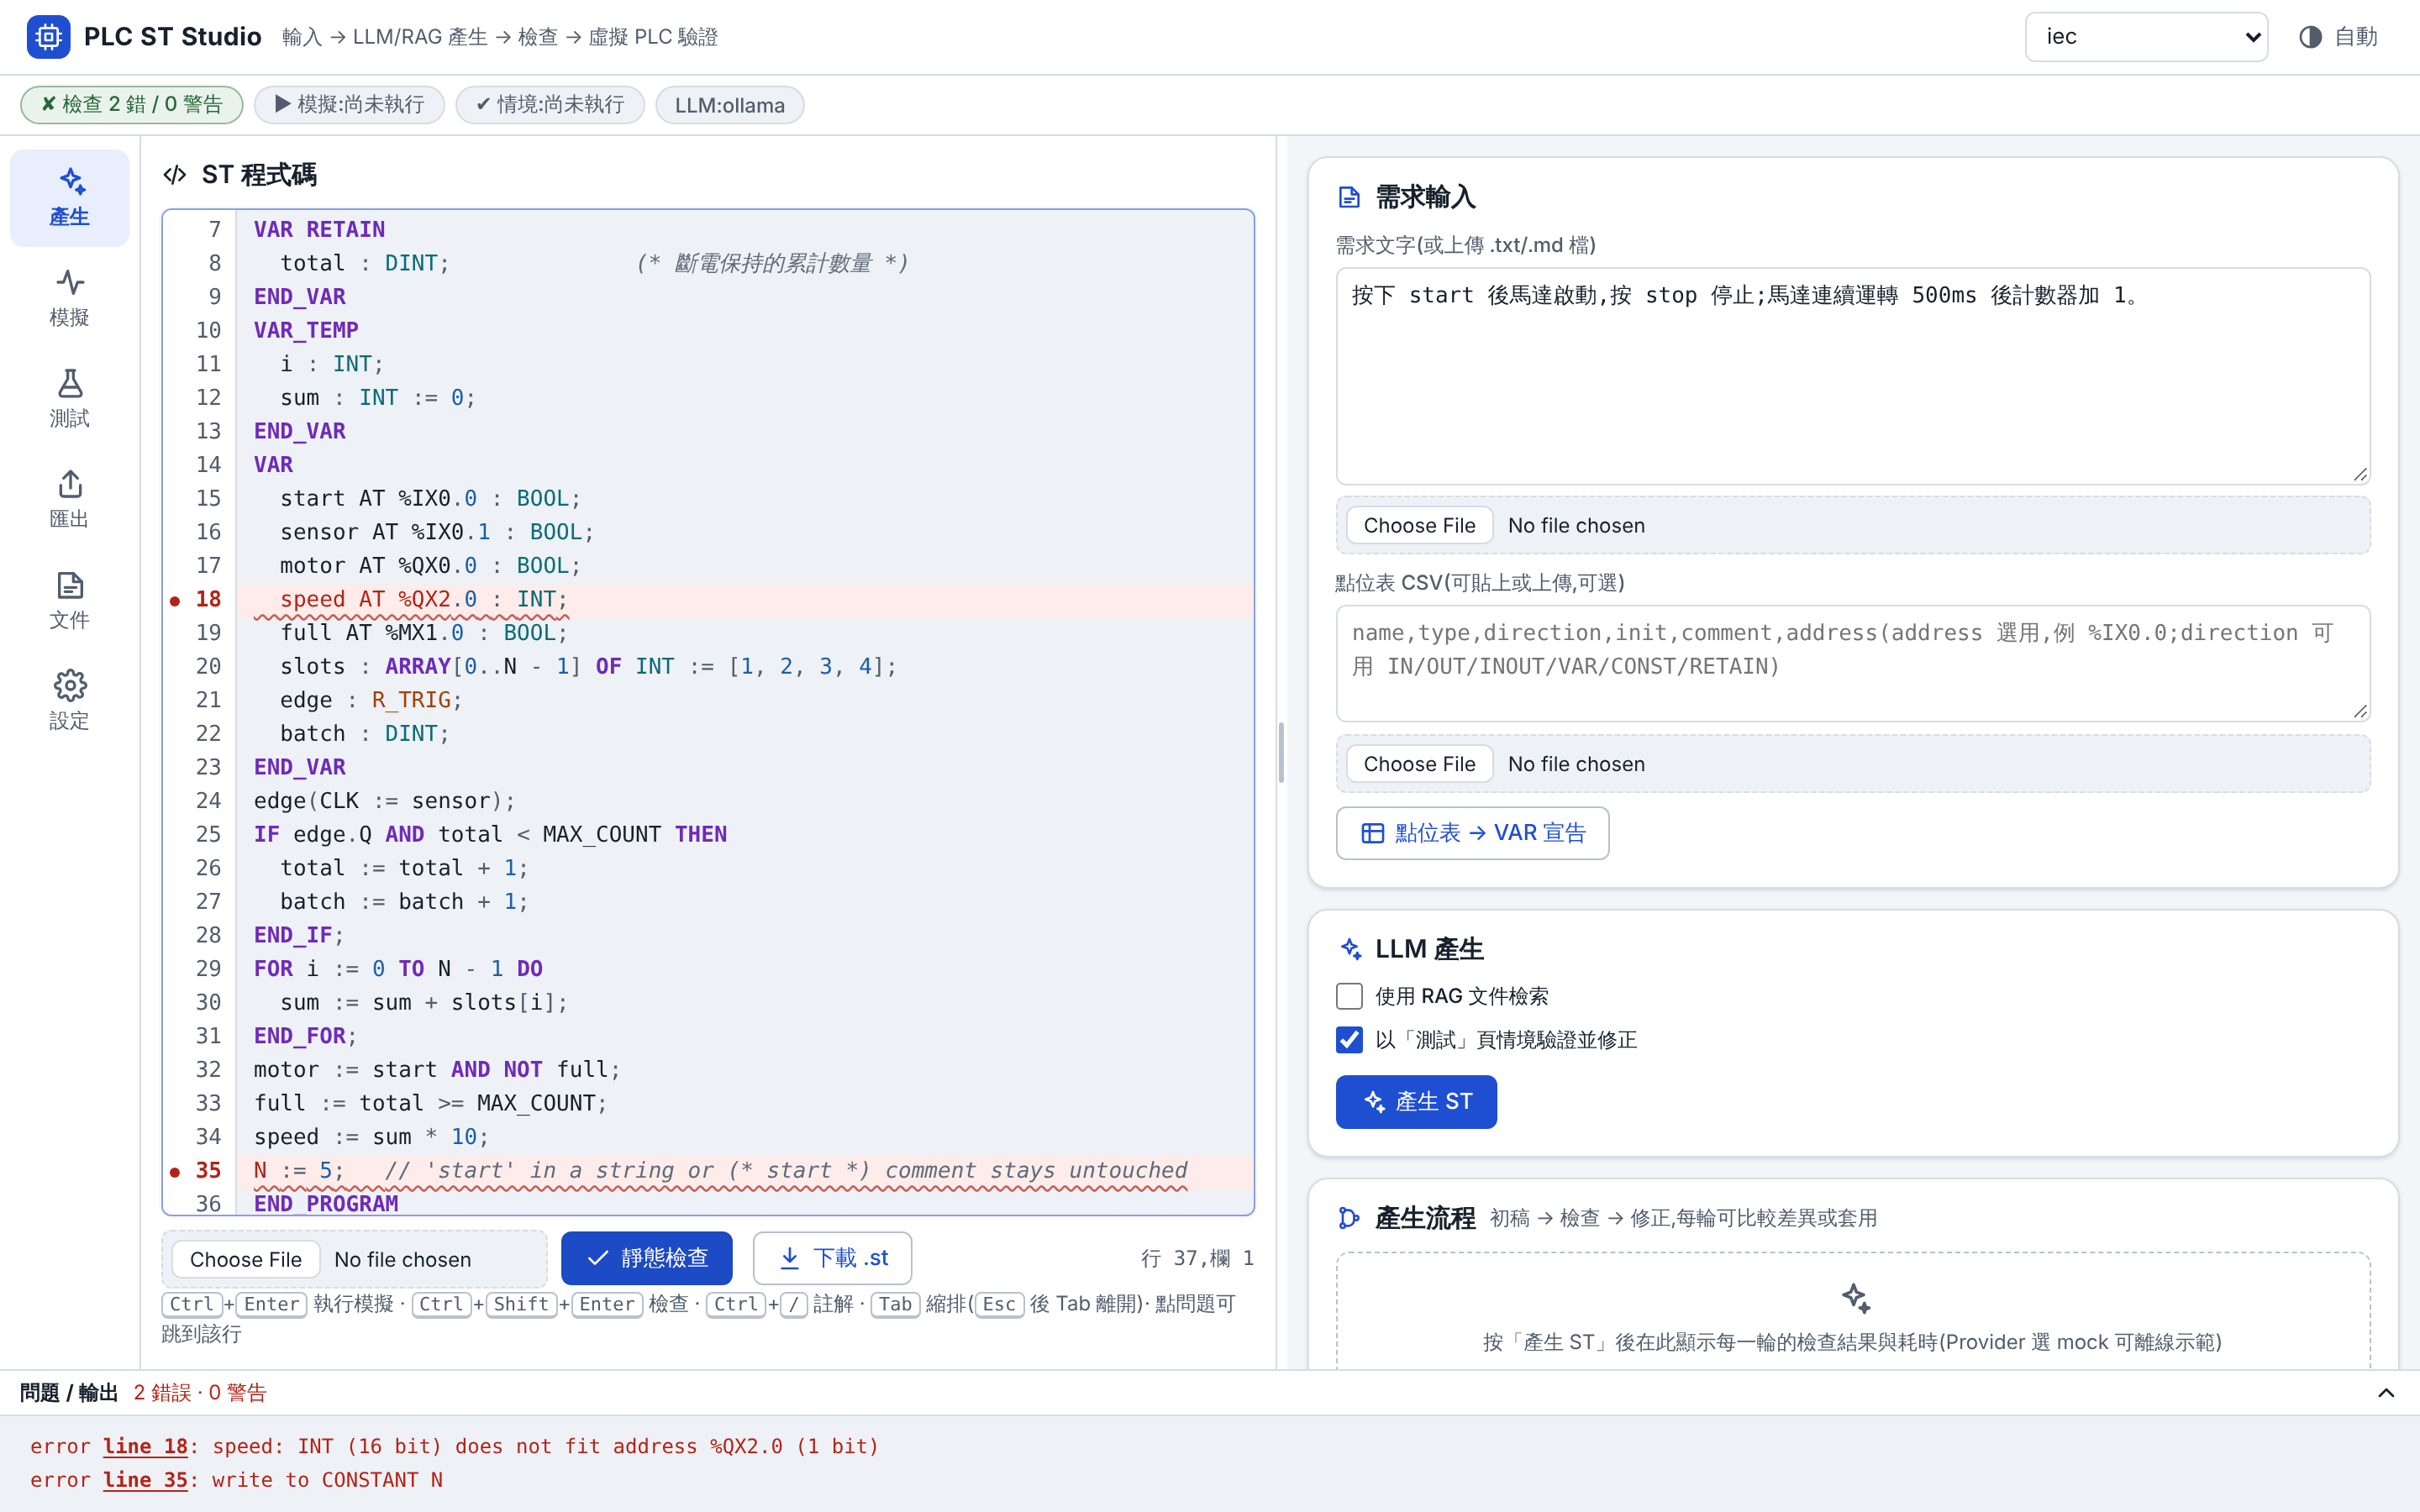 PLC ST Studio 輸入 → LLM/RAG 產生 → 檢查 → 虛擬 PLC 驗證
iec
自動
✘ 檢查 2 錯 / 0 警告
▶ 模擬:尚未執行
✔ 情境:尚未執行
LLM:ollama
產生
模擬
測試
匯出
文件
設定
ST 程式碼
7 VAR RETAIN
8   total : DINT;              (* 斷電保持的累計數量 *)
9 END_VAR
10 VAR_TEMP
11   i : INT;
12   sum : INT := 0;
13 END_VAR
14 VAR
15   start AT %IX0.0 : BOOL;
16   sensor AT %IX0.1 : BOOL;
17   motor AT %QX0.0 : BOOL;
18   speed AT %QX2.0 : INT;
19   full AT %MX1.0 : BOOL;
20   slots : ARRAY[0..N - 1] OF INT := [1, 2, 3, 4];
21   edge : R_TRIG;
22   batch : DINT;
23 END_VAR
24 edge(CLK := sensor);
25 IF edge.Q AND total < MAX_COUNT THEN
26   total := total + 1;
27   batch := batch + 1;
28 END_IF;
29 FOR i := 0 TO N - 1 DO
30   sum := sum + slots[i];
31 END_FOR;
32 motor := start AND NOT full;
33 full := total >= MAX_COUNT;
34 speed := sum * 10;
35 N := 5;   // 'start' in a string or (* start *) comment stays untouched
36 END_PROGRAM
Choose File No file chosen
靜態檢查
下載 .st
行 37,欄 1
Ctrl+Enter 執行模擬 · Ctrl+Shift+Enter 檢查 · Ctrl+/ 註解 · Tab 縮排(Esc 後 Tab 離開)· 點問題可
跳到該行
需求輸入
需求文字(或上傳 .txt/.md 檔)
按下 start 後馬達啟動,按 stop 停止;馬達連續運轉 500ms 後計數器加 1。
Choose File No file chosen
點位表 CSV(可貼上或上傳,可選)
name,type,direction,init,comment,address(address 選用,例 %IX0.0;direction 可
用 IN/OUT/INOUT/VAR/CONST/RETAIN)
Choose File No file chosen
點位表 → VAR 宣告
LLM 產生
使用 RAG 文件檢索
以「測試」頁情境驗證並修正
產生 ST
產生流程 初稿 → 檢查 → 修正,每輪可比較差異或套用
按「產生 ST」後在此顯示每一輪的檢查結果與耗時(Provider 選 mock 可離線示範)
問題 / 輸出 2 錯誤 · 0 警告
error line 18: speed: INT (16 bit) does not fit address %QX2.0 (1 bit)
error line 35: write to CONSTANT N